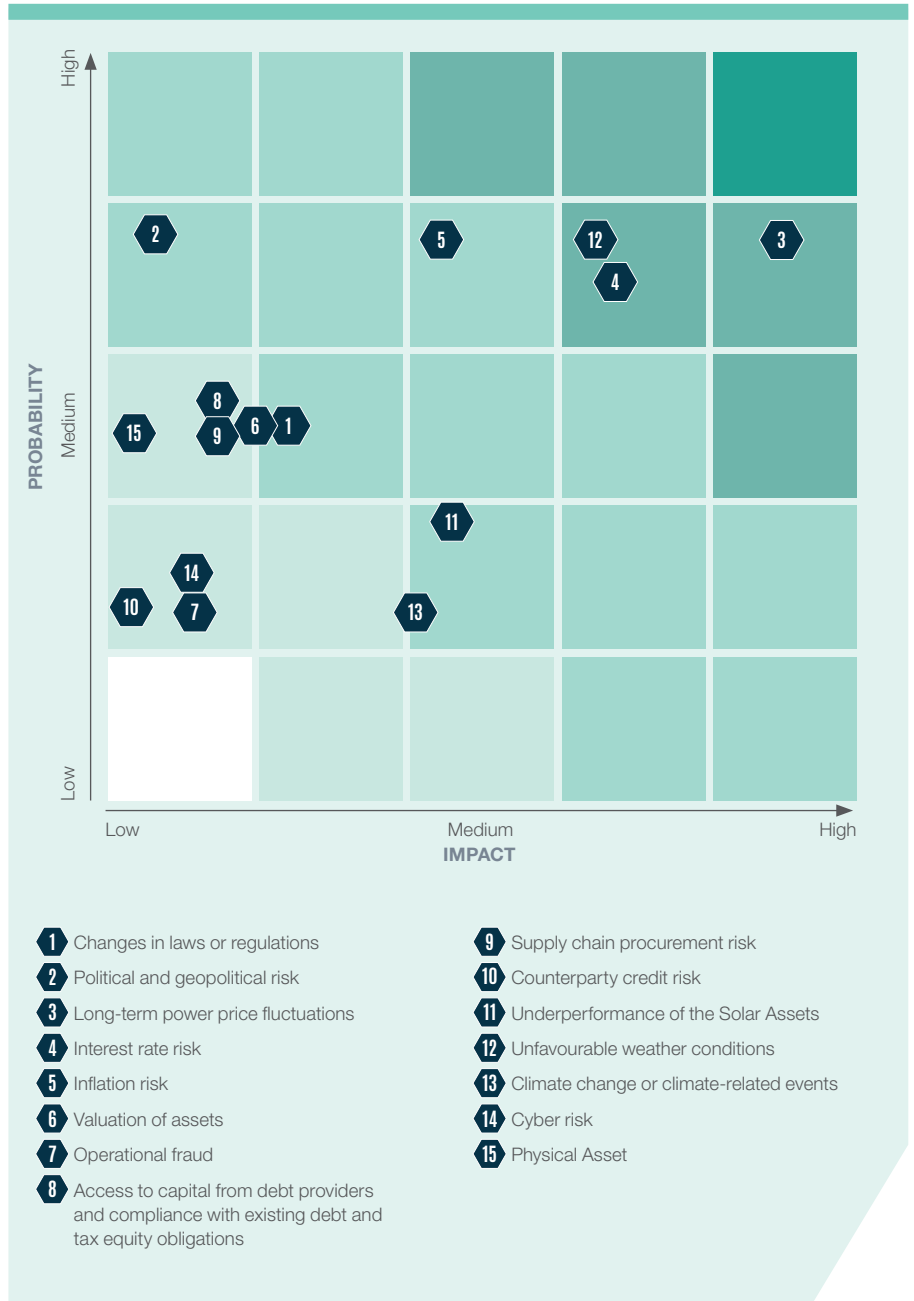 High
2
5
12
3
4
PROBABILITY
Medium
8
15
9
6
1
11
14
10
7
13
Low
Low
Medium
High
IMPACT
1 Changes in laws or regulations
2 Political and geopolitical risk
3 Long-term power price fluctuations
4 Interest rate risk
5 Inflation risk
6 Valuation of assets
7 Operational fraud
8 Access to capital from debt providers
and compliance with existing debt and
tax equity obligations
9 Supply chain procurement risk
10 Counterparty credit risk
11 Underperformance of the Solar Assets
12 Unfavourable weather conditions
13 Climate change or climate-related events
14 Cyber risk
15 Physical Asset